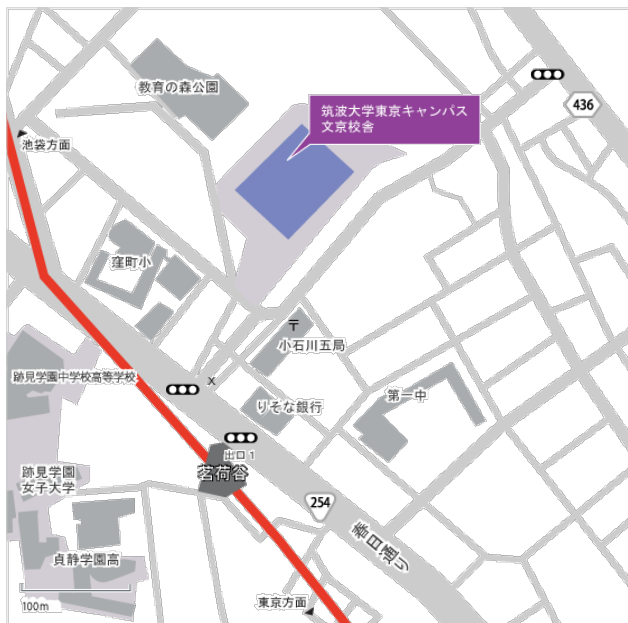 教育の森公園
筑波大学東京キャンパス
文京校舎
436
池袋方面
窪町小
〒
小石川五局
跡見学園中学校高等学校
x
りそな銀行
第一中
出口1
茗荷谷
跡見学園
女子大学
254
春日通り
貞静学園高
100m
東京方面